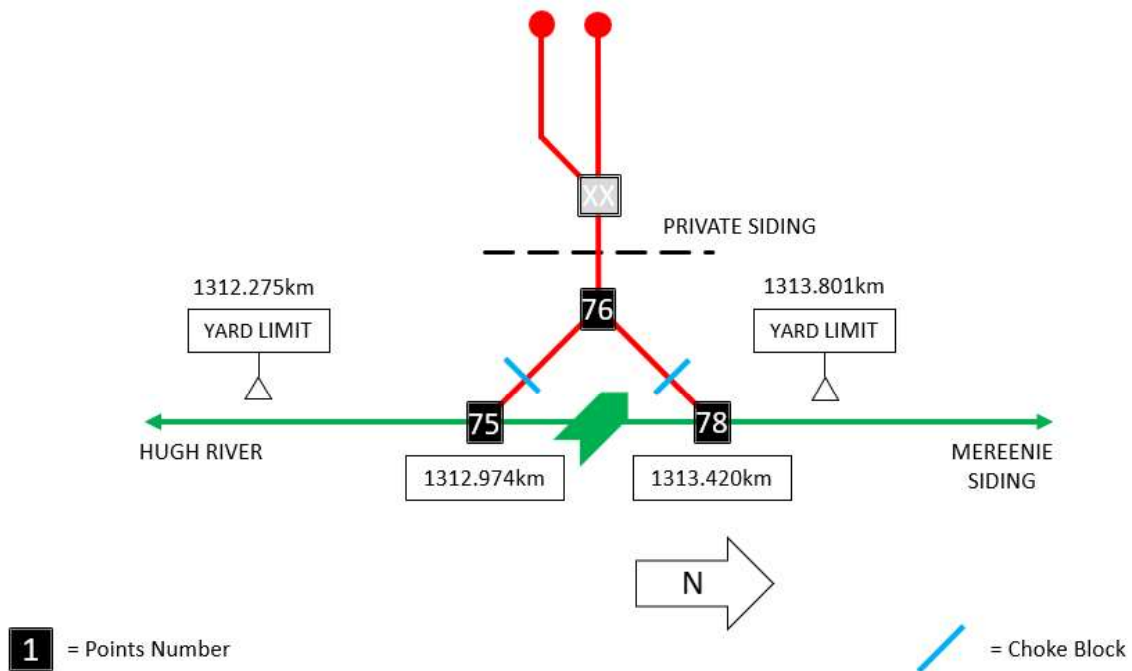 XX
PRIVATE SIDING
1312.275km
1313.801km
YARD LIMIT
YARD LIMIT
76
75
78
HUGH RIVER
MEREENIE
SIDING
1312.974km
1313.420km
N
1 = Points Number
= Choke Block